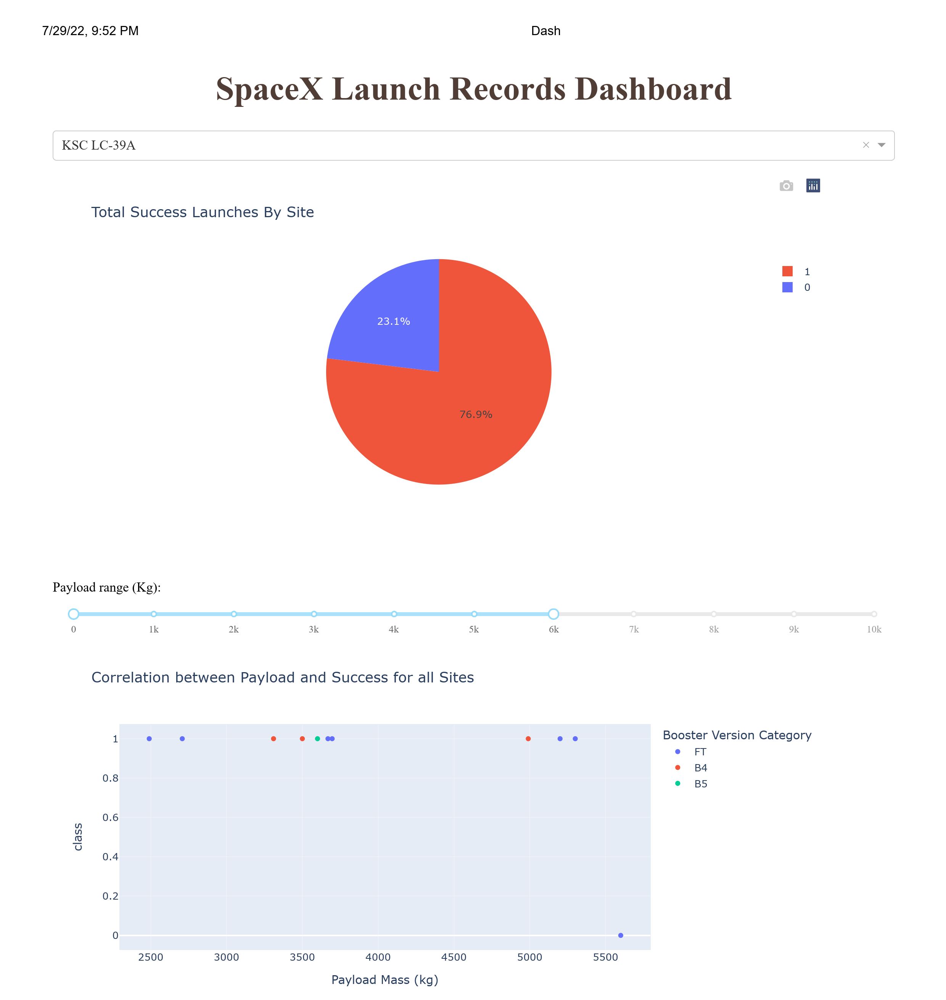 7/29/22, 9:52 PM Dash
SpaceX Launch Records Dashboard
KSC LC-39A
Total Success Launches By Site
1
0
23.1%
76.9%
Payload range (Kg):
0 1k 2k 3k 4k 5k 6k 7k 8k 9k 10k
Correlation between Payload and Success for all Sites
Booster Version Category
FT
B4
B5
1
0.8
0.6
0.4
0.2
0
class
2500 3000 3500 4000 4500 5000 5500
Payload Mass (kg)